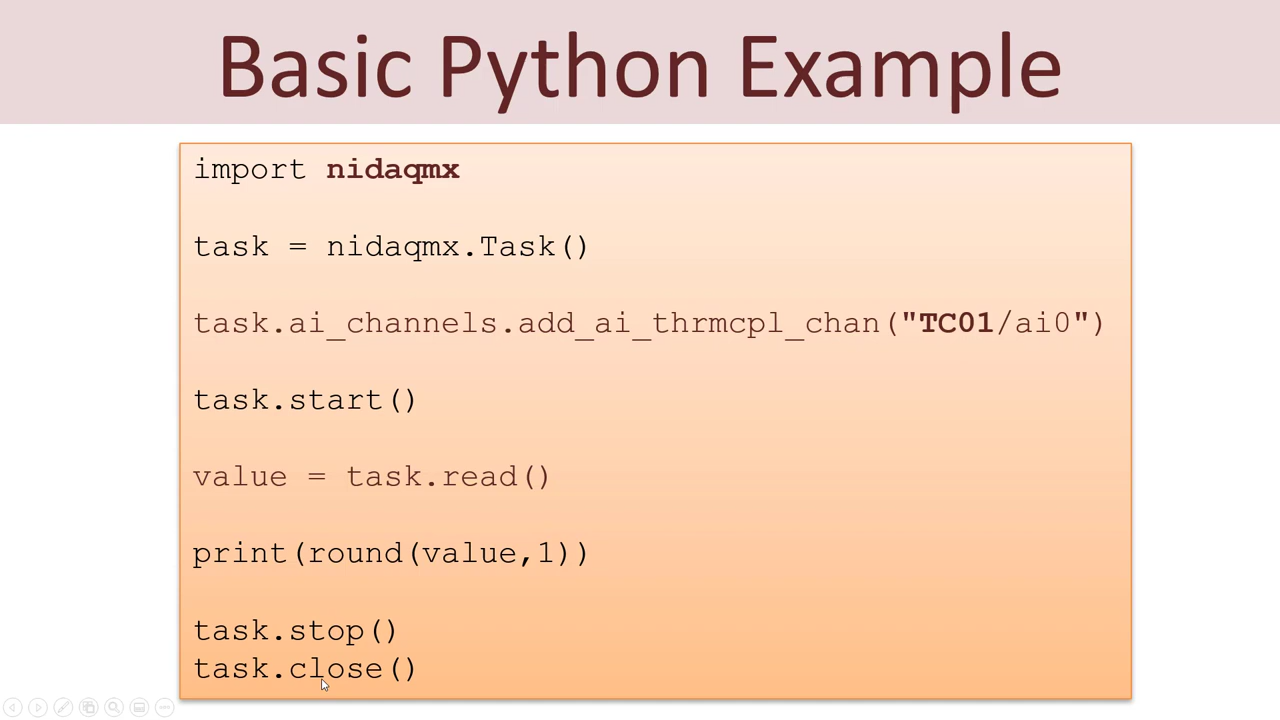 Basic Python Example
import nidaqmx
task = nidaqmx.Task()
task.ai_channels.add_ai_thrmcpl_chan("TC01/ai0")
task.start()
value = task.read()
print(round(value,1))
task.stop()
task.close()